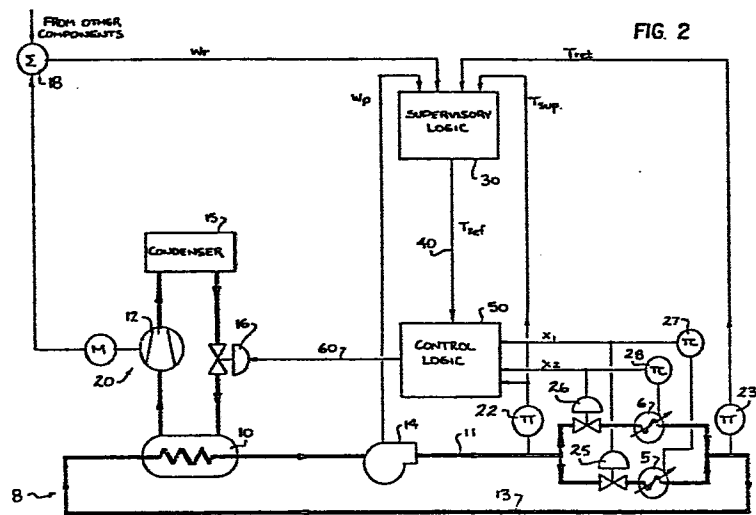 FROM OTHER
COMPONENTS
FIG. 2
Σ
18
Wr
Tret
Wp
Tsup.
SUPERVISORY
LOGIC
30
15
CONDENSER
40
Tref
50
27
12
16
60
CONTROL
LOGIC
X1
TC
28
M
X2
TC
20
26
23
22
TT
6
TT
14
10
11
25
5
8
13